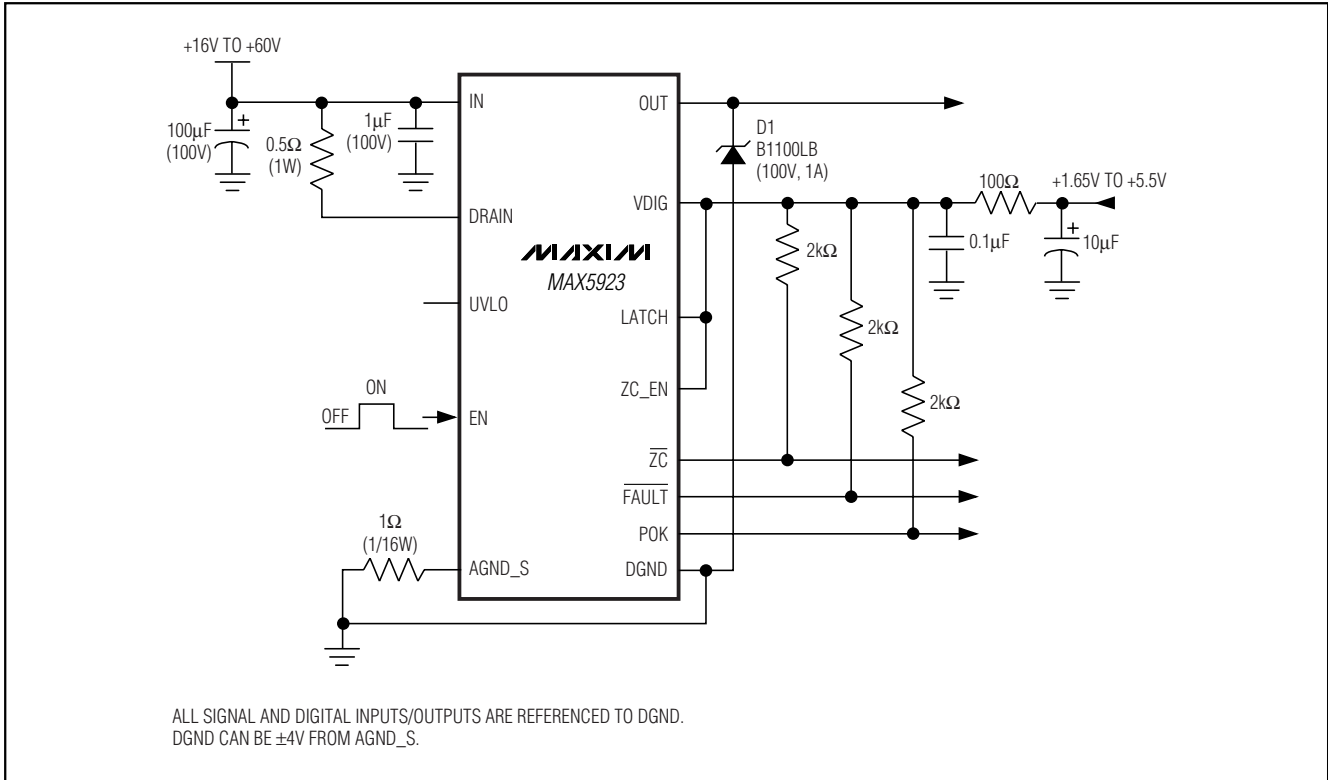 +16V TO +60V
IN
OUT
100μF
(100V)
+
0.5Ω
(1W)
1μF
(100V)
D1
B1100LB
(100V, 1A)
100Ω
+1.65V TO +5.5V
DRAIN
VDIG
0.1μF
+
10μF
MAXIM
MAX5923
2kΩ
UVLO
LATCH
2kΩ
ZC_EN
2kΩ
ON
OFF
EN
Z̅C̅
F̅A̅U̅L̅T̅
POK
1Ω
(1/16W)
AGND_S
DGND
ALL SIGNAL AND DIGITAL INPUTS/OUTPUTS ARE REFERENCED TO DGND.
DGND CAN BE ±4V FROM AGND_S.